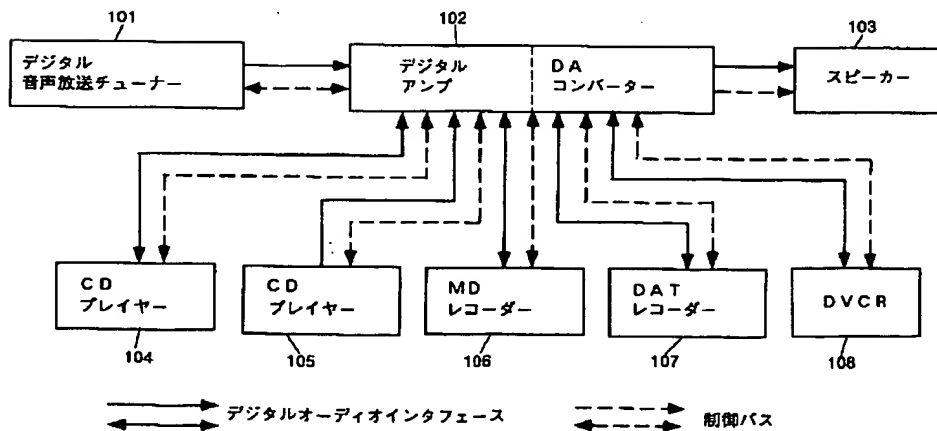 101
102
103
デジタル
音声放送チューナー
デジタル
アンプ
DA
コンバーター
スピーカー
CD
プレイヤー
CD
プレイヤー
MD
レコーダー
DAT
レコーダー
DVCR
104
105
106
107
108
デジタルオーディオインタフェース
制御バス